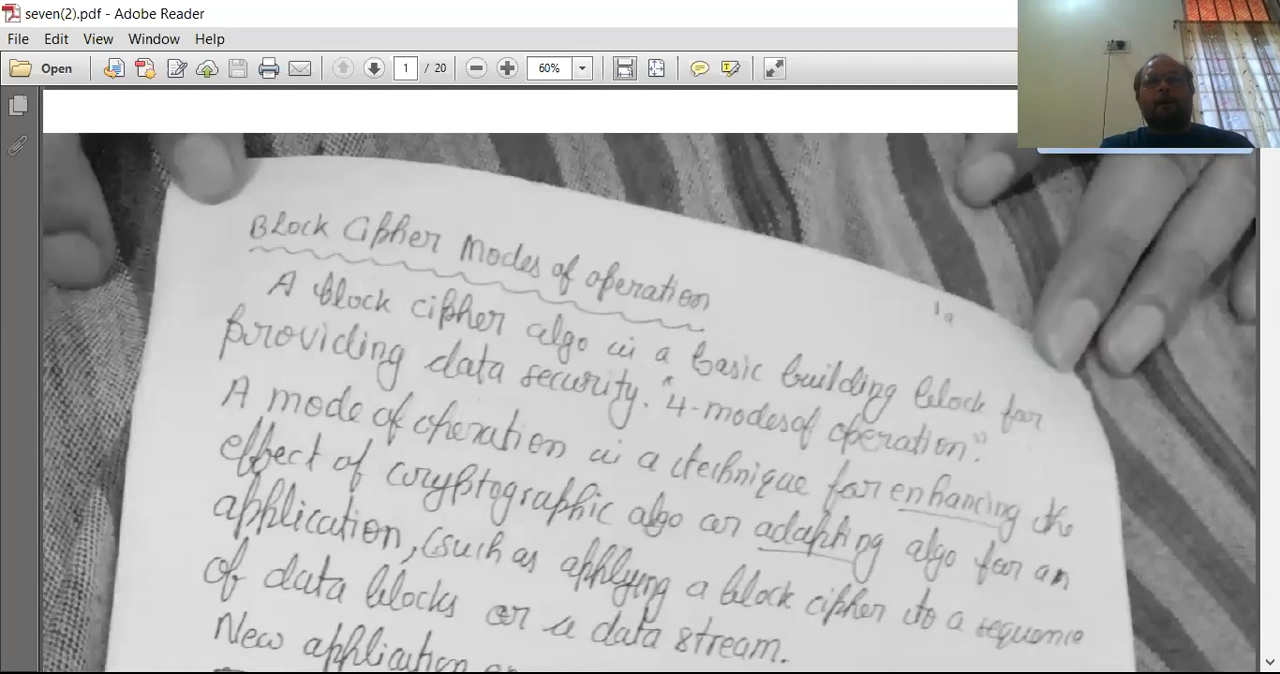 seven(2).pdf - Adobe Reader
File Edit View Window Help
Open 1 / 20 60%
Block Cipher Modes of operation
1a
A block cipher algo is a basic building block for
providing data security. "4-modes of operation."
A mode of operation is a technique for enhancing the
effect of cryptographic algo or adapting algo for an
application, (such as applying a block cipher to a sequence
of data blocks or a data stream.
New application